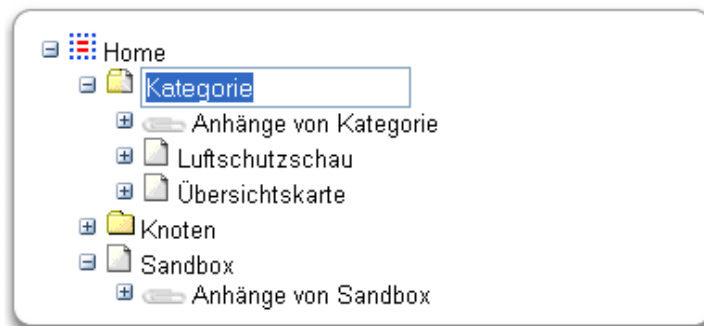 Home
Kategorie
Anhänge von Kategorie
Luftschutzschau
Übersichtskarte
Knoten
Sandbox
Anhänge von Sandbox